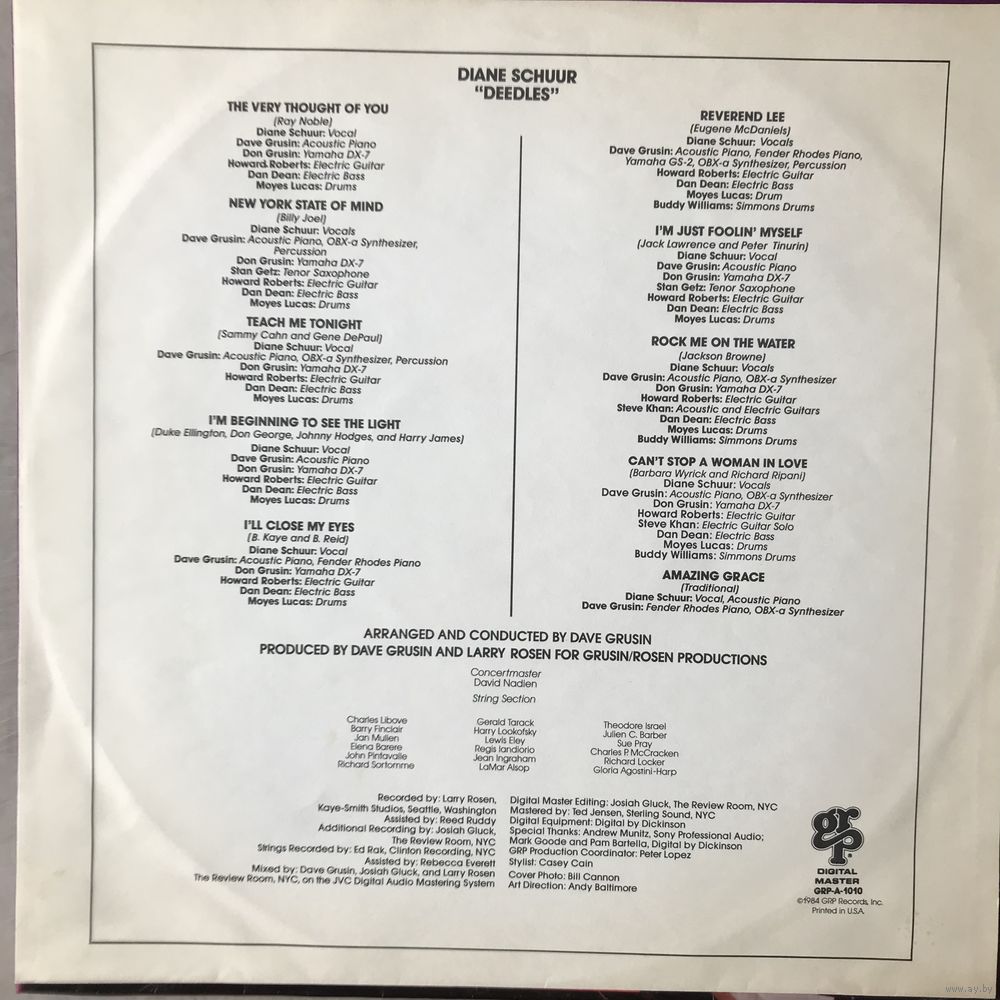 DIANE SCHUUR
"DEEDLES"
THE VERY THOUGHT OF YOU
(Ray Noble)
Diane Schuur: Vocal
Dave Grusin: Acoustic Piano
Don Grusin: Yamaha DX-7
Howard Roberts: Electric Guitar
Dan Dean: Electric Bass
Moyes Lucas: Drums
NEW YORK STATE OF MIND
(Billy Joel)
Diane Schuur: Vocals
Dave Grusin: Acoustic Piano, OBX-a Synthesizer,
Percussion
Don Grusin: Yamaha DX-7
Stan Getz: Tenor Saxophone
Howard Roberts: Electric Guitar
Dan Dean: Electric Bass
Moyes Lucas: Drums
TEACH ME TONIGHT
(Sammy Cahn and Gene DePaul)
Diane Schuur: Vocal
Dave Grusin: Acoustic Piano, OBX-a Synthesizer, Percussion
Don Grusin: Yamaha DX-7
Howard Roberts: Electric Guitar
Dan Dean: Electric Bass
Moyes Lucas: Drums
I'M BEGINNING TO SEE THE LIGHT
(Duke Ellington, Don George, Johnny Hodges, and Harry James)
Diane Schuur: Vocal
Dave Grusin: Acoustic Piano
Don Grusin: Yamaha DX-7
Howard Roberts: Electric Guitar
Dan Dean: Electric Bass
Moyes Lucas: Drums
I'LL CLOSE MY EYES
(B. Kaye and B. Reid)
Diane Schuur: Vocal
Dave Grusin: Acoustic Piano, Fender Rhodes Piano
Don Grusin: Yamaha DX-7
Howard Roberts: Electric Guitar
Dan Dean: Electric Bass
Moyes Lucas: Drums
REVEREND LEE
(Eugene McDaniels)
Diane Schuur: Vocals
Dave Grusin: Acoustic Piano, Fender Rhodes Piano,
Yamaha GS-2, OBX-a Synthesizer, Percussion
Howard Roberts: Electric Guitar
Dan Dean: Electric Bass
Moyes Lucas: Drum
Buddy Williams: Simmons Drums
I'M JUST FOOLIN' MYSELF
(Jack Lawrence and Peter Tinurin)
Diane Schuur: Vocal
Dave Grusin: Acoustic Piano
Don Grusin: Yamaha DX-7
Stan Getz: Tenor Saxophone
Howard Roberts: Electric Guitar
Dan Dean: Electric Bass
Moyes Lucas: Drums
ROCK ME ON THE WATER
(Jackson Browne)
Diane Schuur: Vocals
Dave Grusin: Acoustic Piano, OBX-a Synthesizer
Don Grusin: Yamaha DX-7
Howard Roberts: Electric Guitar
Steve Khan: Acoustic and Electric Guitars
Dan Dean: Electric Bass
Moyes Lucas: Drums
Buddy Williams: Simmons Drums
CAN'T STOP A WOMAN IN LOVE
(Barbara Wyrick and Richard Ripani)
Diane Schuur: Vocals
Dave Grusin: Acoustic Piano, OBX-a Synthesizer
Don Grusin: Yamaha DX-7
Howard Roberts: Electric Guitar
Steve Khan: Electric Guitar Solo
Dan Dean: Electric Bass
Moyes Lucas: Drums
Buddy Williams: Simmons Drums
AMAZING GRACE
(Traditional)
Diane Schuur: Vocal, Acoustic Piano
Dave Grusin: Fender Rhodes Piano, OBX-a Synthesizer
ARRANGED AND CONDUCTED BY DAVE GRUSIN
PRODUCED BY DAVE GRUSIN AND LARRY ROSEN FOR GRUSIN/ROSEN PRODUCTIONS
Concertmaster
David Nadien
String Section
Charles Libove
Barry Finclair
Jan Mullen
Elena Barere
John Pintavalle
Richard Sortomme
Gerald Tarack
Harry Lookofsky
Lewis Eley
Regis Iandiorio
Jean Ingraham
LaMar Alsop
Theodore Israel
Julien C. Barber
Sue Pray
Charles P. McCracken
Richard Locker
Gloria Agostini-Harp
Recorded by: Larry Rosen,
Kaye-Smith Studios, Seattle, Washington
Assisted by: Reed Ruddy
Additional Recording by: Josiah Gluck,
The Review Room, NYC
Strings Recorded by: Ed Rak, Clinton Recording, NYC
Assisted by: Rebecca Everett
Mixed by: Dave Grusin, Josiah Gluck, and Larry Rosen
The Review Room, NYC, on the JVC Digital Audio Mastering System
Digital Master Editing: Josiah Gluck, The Review Room, NYC
Mastered by: Ted Jensen, Sterling Sound, NYC
Digital Equipment: Digital by Dickinson
Special Thanks: Andrew Munitz, Sony Professional Audio;
Mark Goode and Pam Bartella, Digital by Dickinson
GRP Production Coordinator: Peter Lopez
Stylist: Casey Cain
Cover Photo: Bill Cannon
Art Direction: Andy Baltimore
grp
DIGITAL
MASTER
GRP-A-1010
©1984 GRP Records, Inc.
Printed in U.S.A.
www.ay.by